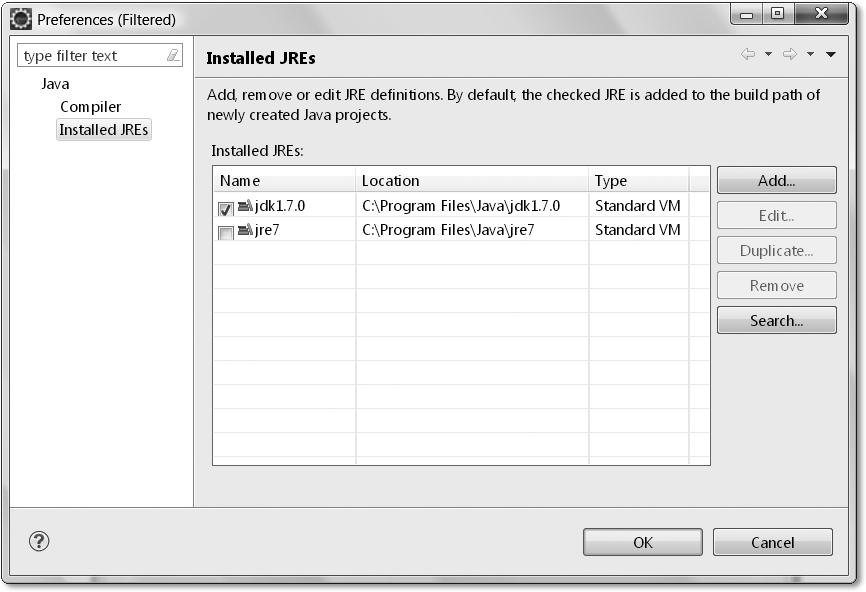 Preferences (Filtered)
type filter text
Java
Compiler
Installed JREs
Installed JREs
Add, remove or edit JRE definitions. By default, the checked JRE is added to the build path of
newly created Java projects.
Installed JREs:
Name Location Type
jdk1.7.0 C:\Program Files\Java\jdk1.7.0 Standard VM
jre7 C:\Program Files\Java\jre7 Standard VM
Add...
Edit...
Duplicate...
Remove
Search...
?
OK Cancel